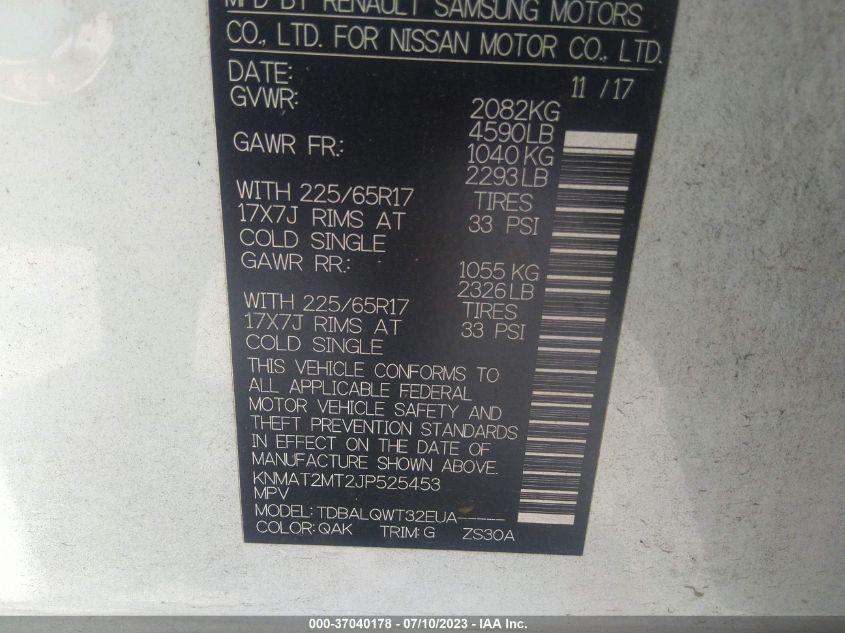 MFD BY RENAULT SAMSUNG MOTORS
CO., LTD. FOR NISSAN MOTOR CO., LTD.
DATE: 11 / 17
GVWR: 2082KG
4590LB
GAWR FR.: 1040 KG
2293 LB
WITH 225/65R17 TIRES
17X7J RIMS AT 33 PSI
COLD SINGLE
GAWR RR.: 1055 KG
2326 LB
WITH 225/65R17 TIRES
17X7J RIMS AT 33 PSI
COLD SINGLE
THIS VEHICLE CONFORMS TO
ALL APPLICABLE FEDERAL
MOTOR VEHICLE SAFETY AND
THEFT PREVENTION STANDARDS
IN EFFECT ON THE DATE OF
MANUFACTURE SHOWN ABOVE.
KNMAT2MT2JP525453
MPV
MODEL: TDBALQWT32EUA-----
COLOR: QAK TRIM: G ZS30A
000-37040178 - 07/10/2023 - IAA Inc.